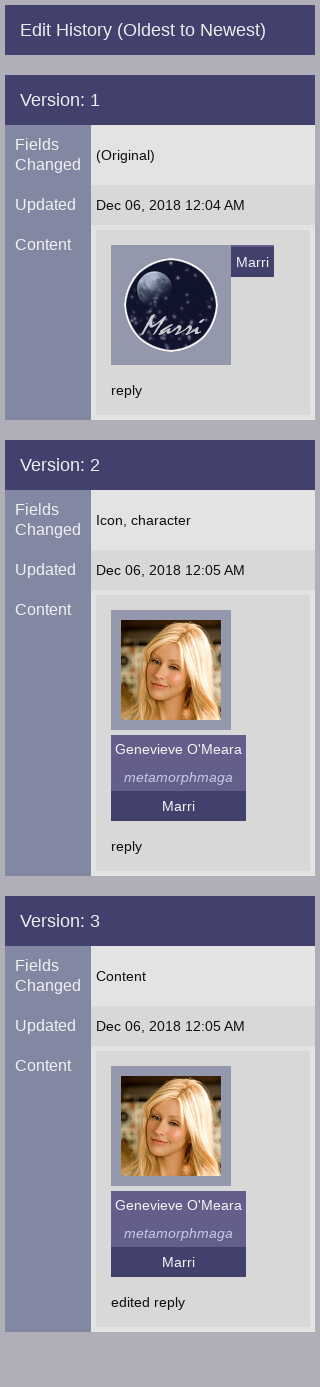 Edit History (Oldest to Newest)
Version: 1
Fields
Changed
(Original)
Updated
Dec 06, 2018 12:04 AM
Content
Marri
Marri
reply
Version: 2
Fields
Changed
Icon, character
Updated
Dec 06, 2018 12:05 AM
Content
Genevieve O'Meara
metamorphmaga
Marri
reply
Version: 3
Fields
Changed
Content
Updated
Dec 06, 2018 12:05 AM
Content
Genevieve O'Meara
metamorphmaga
Marri
edited reply